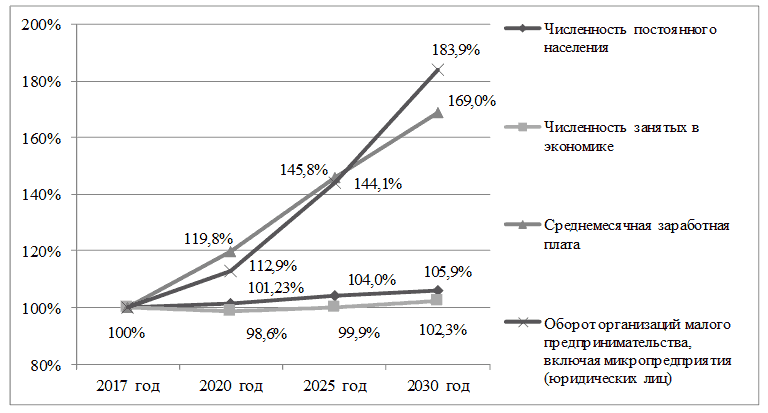 200%
180%
160%
140%
120%
100%
80%
183,9%
169,0%
145,8%
144,1%
119,8%
112,9%
101,23%
104,0%
105,9%
100%
98,6%
99,9%
102,3%
2017 год
2020 год
2025 год
2030 год
Численность постоянного
населения
Численность занятых в
экономике
Среднемесячная заработная
плата
Оборот организаций малого
предпринимательства,
включая микропредприятия
(юридических лиц)